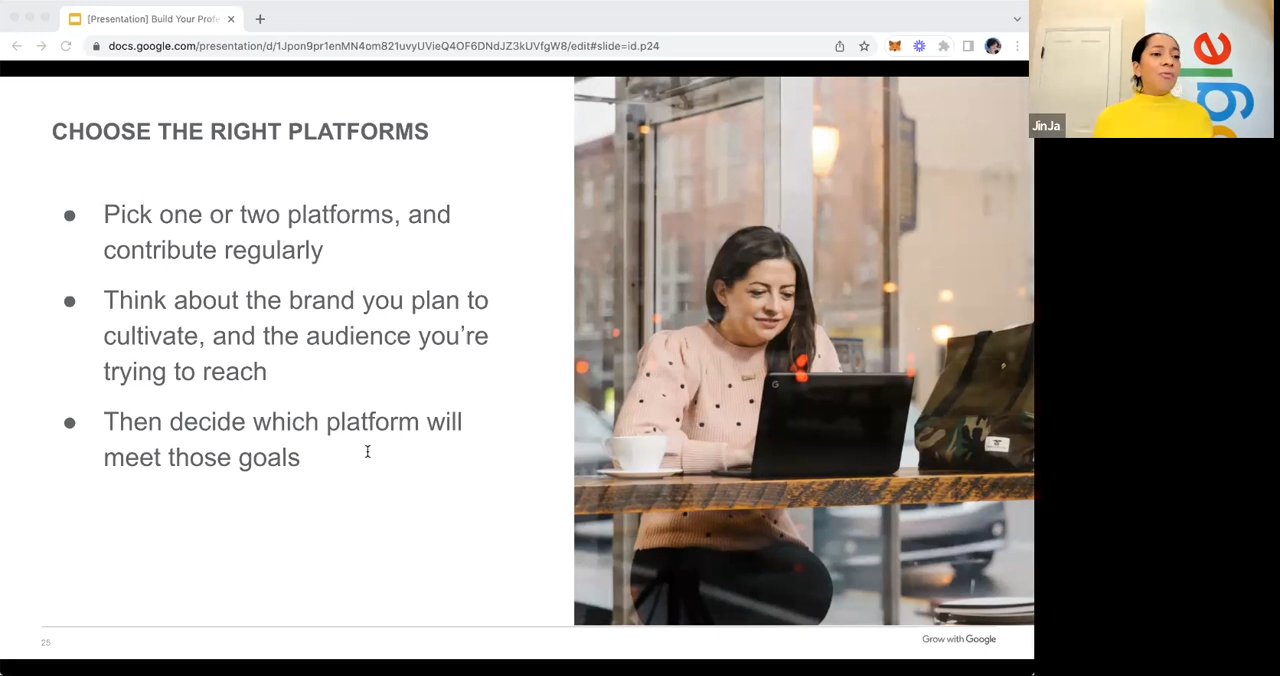 [Presentation] Build Your Profe
docs.google.com/presentation/d/1Jpon9pr1enMN4om821uvyUVieQ4OF6DNdJZ3kUVfgW8/edit#slide=id.p24
CHOOSE THE RIGHT PLATFORMS
● Pick one or two platforms, and
contribute regularly
● Think about the brand you plan to
cultivate, and the audience you’re
trying to reach
● Then decide which platform will
meet those goals
G
25
Grow with Google
gle
JinJa